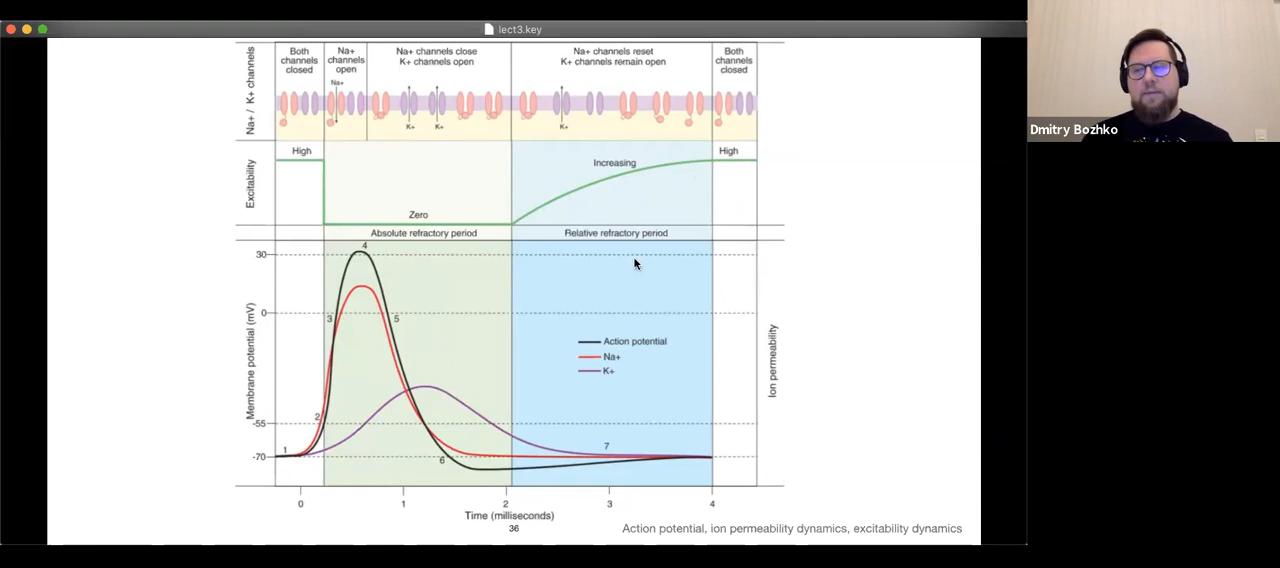 lect3.key
Dmitry Bozhko
Na+ / K+ channels
Both
channels
closed
Na+
channels
open
Na+ channels close
K+ channels open
Na+ channels reset
K+ channels remain open
Both
channels
closed
Na+
K+
K+
K+
Excitability
High
Zero
Increasing
High
Absolute refractory period
Relative refractory period
Membrane potential (mV)
30
0
-55
-70
1
2
3
4
5
6
7
Action potential
Na+
K+
Ion permeability
0
1
2
3
4
Time (milliseconds)
36
Action potential, ion permeability dynamics, excitability dynamics